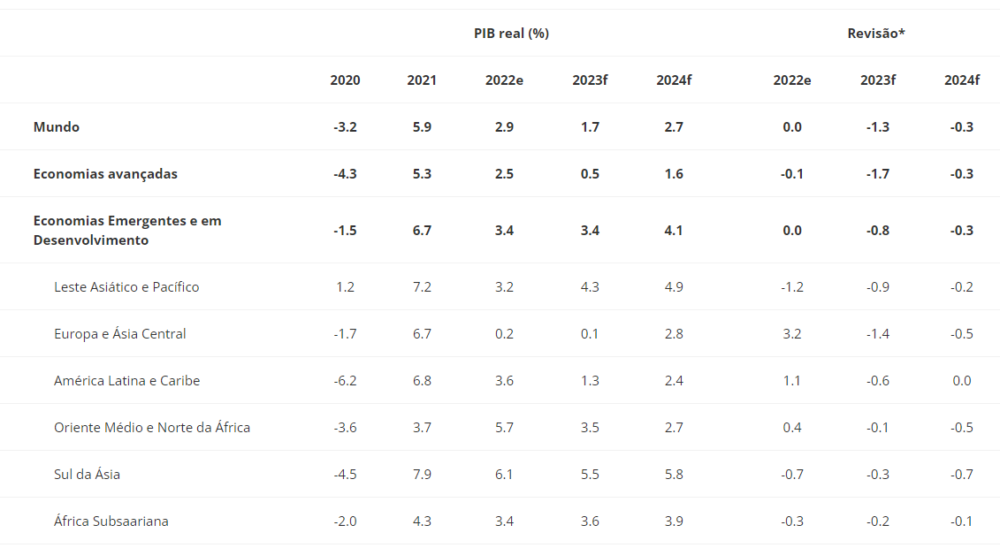 PIB real (%) Revisão*
2020 2021 2022e 2023f 2024f 2022e 2023f 2024f
Mundo -3.2 5.9 2.9 1.7 2.7 0.0 -1.3 -0.3
Economias avançadas -4.3 5.3 2.5 0.5 1.6 -0.1 -1.7 -0.3
Economias Emergentes e em
Desenvolvimento -1.5 6.7 3.4 3.4 4.1 0.0 -0.8 -0.3
Leste Asiático e Pacífico 1.2 7.2 3.2 4.3 4.9 -1.2 -0.9 -0.2
Europa e Ásia Central -1.7 6.7 0.2 0.1 2.8 3.2 -1.4 -0.5
América Latina e Caribe -6.2 6.8 3.6 1.3 2.4 1.1 -0.6 0.0
Oriente Médio e Norte da África -3.6 3.7 5.7 3.5 2.7 0.4 -0.1 -0.5
Sul da Ásia -4.5 7.9 6.1 5.5 5.8 -0.7 -0.3 -0.7
África Subsaariana -2.0 4.3 3.4 3.6 3.9 -0.3 -0.2 -0.1